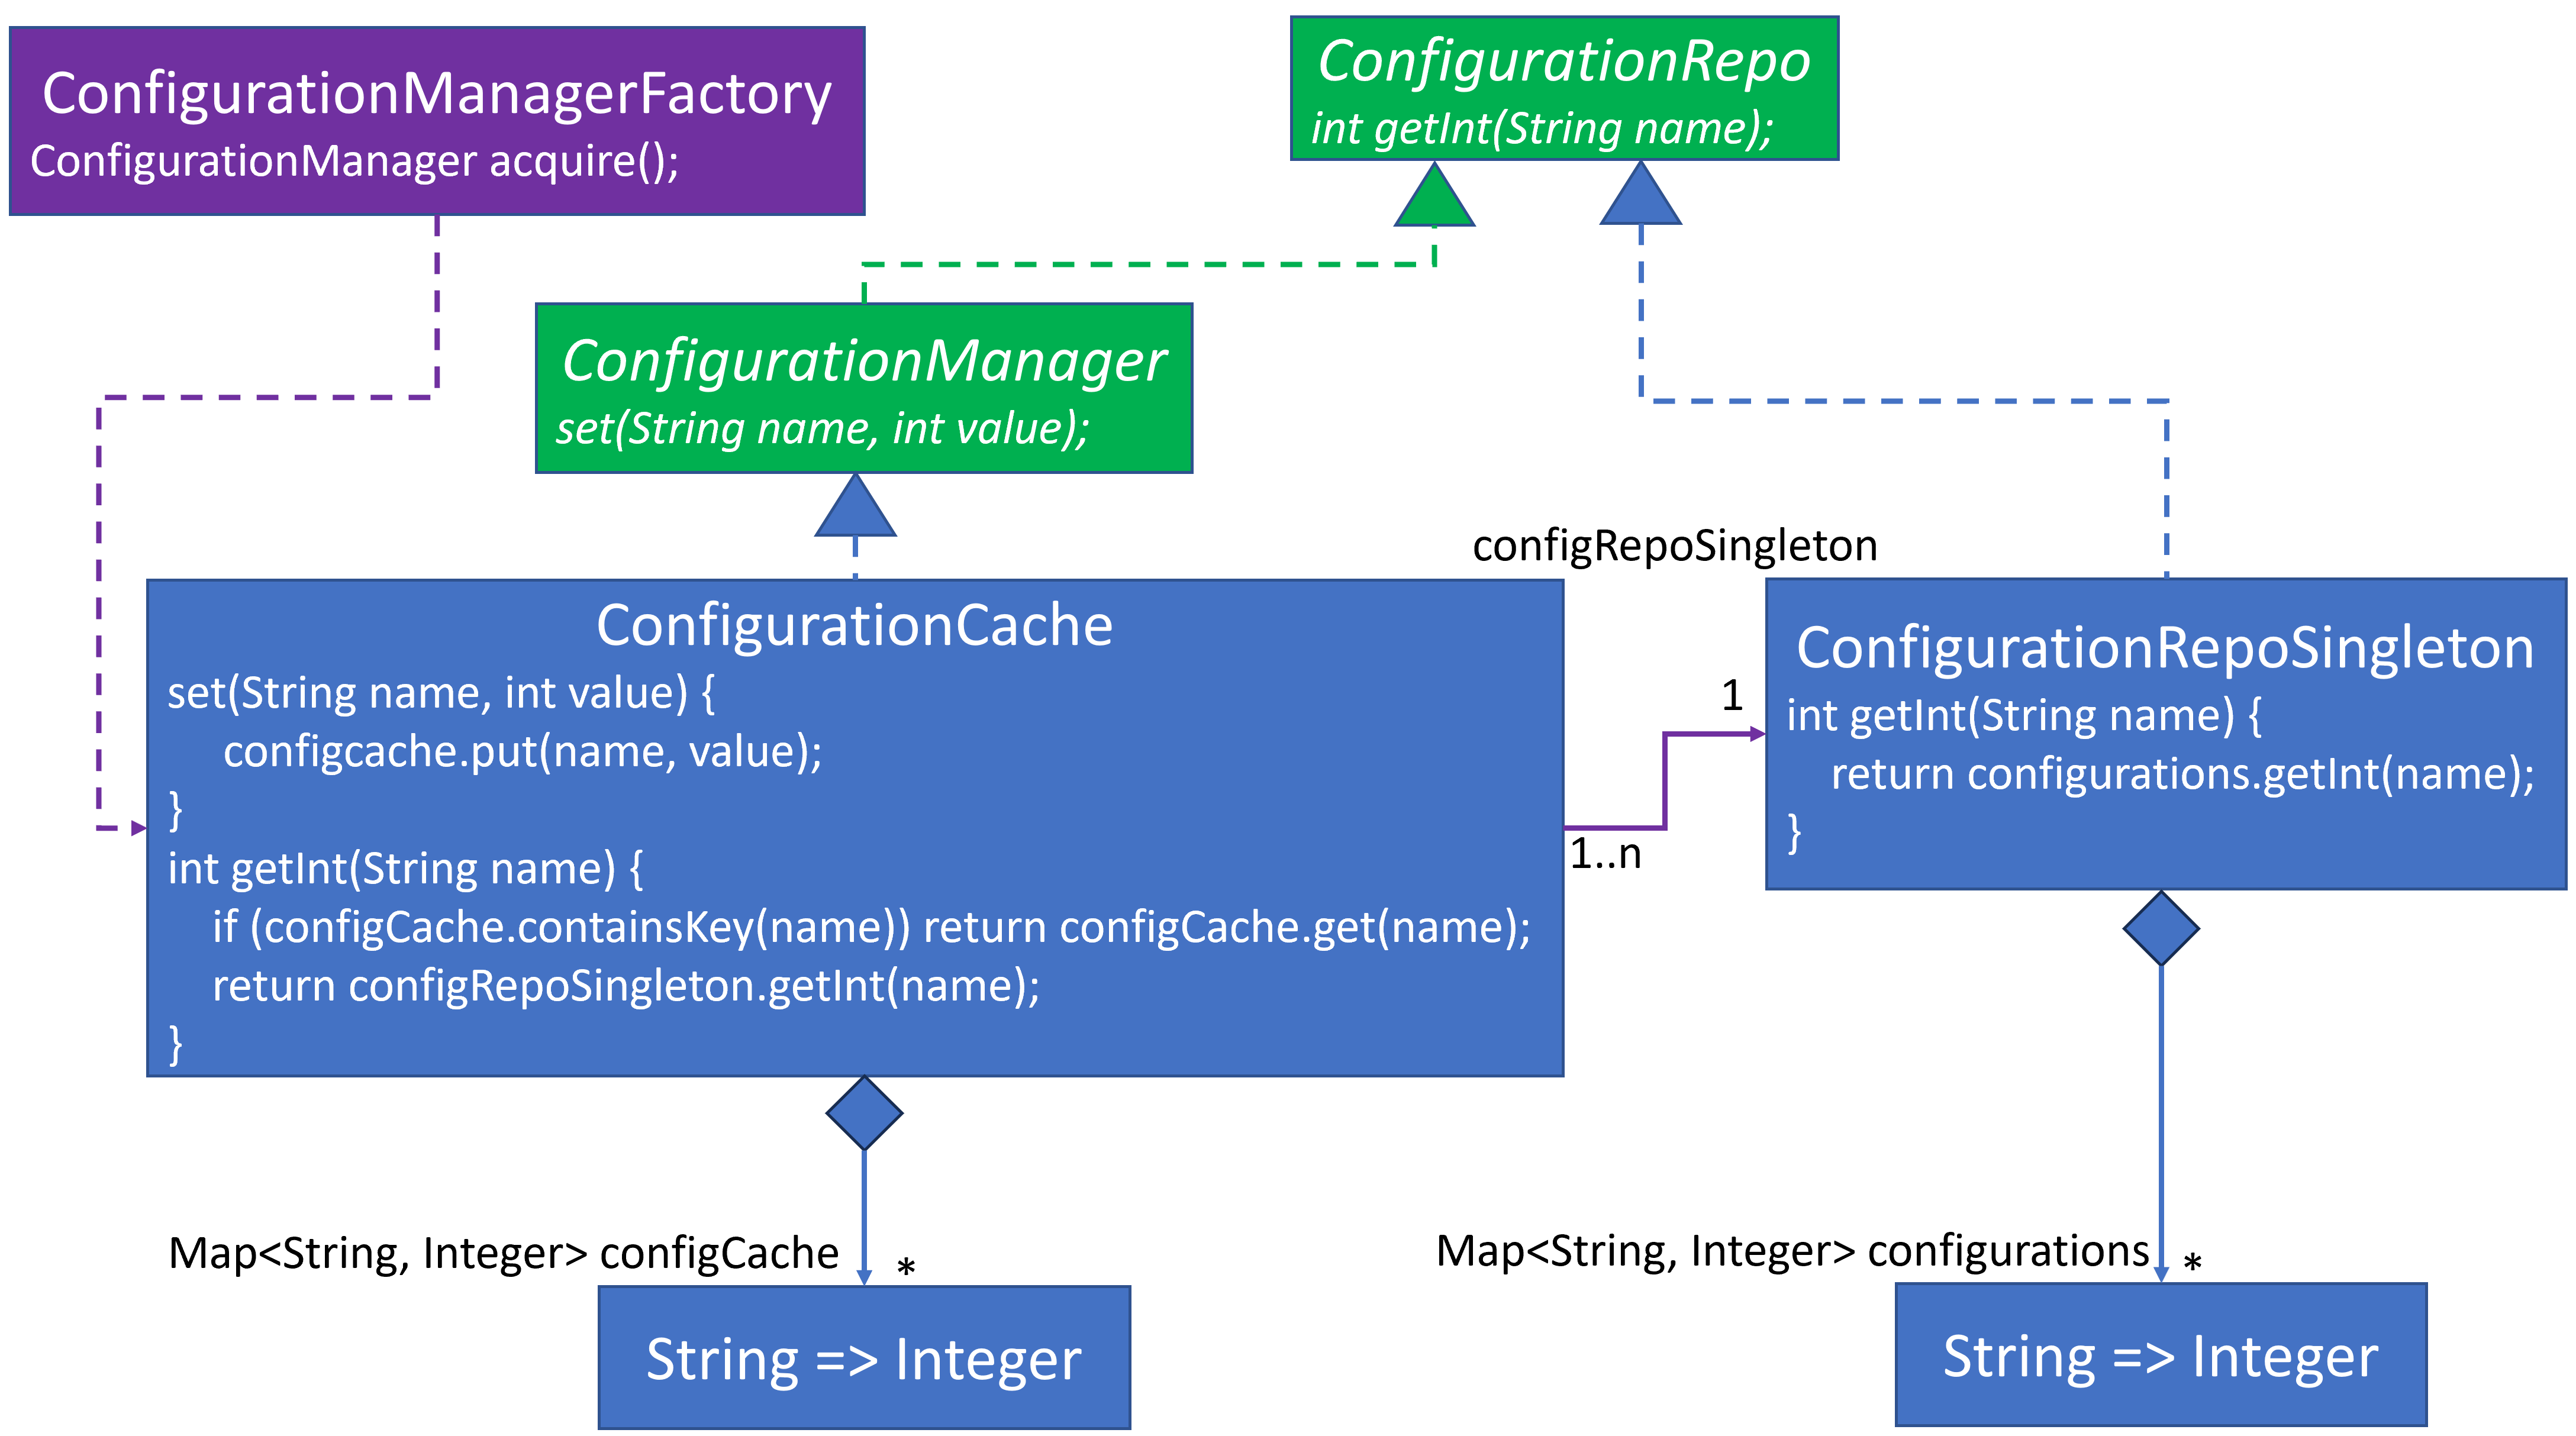 ConfigurationManagerFactory
ConfigurationManager acquire();
ConfigurationRepo
int getInt(String name);
ConfigurationManager
set(String name, int value);
configRepoSingleton
ConfigurationCache
set(String name, int value) {
configcache.put(name, value);
}
int getInt(String name) {
if (configCache.containsKey(name)) return configCache.get(name);
return configRepoSingleton.getInt(name);
}
1
1..n
ConfigurationRepoSingleton
int getInt(String name) {
return configurations.getInt(name);
}
Map<String, Integer> configCache
*
String => Integer
Map<String, Integer> configurations
*
String => Integer